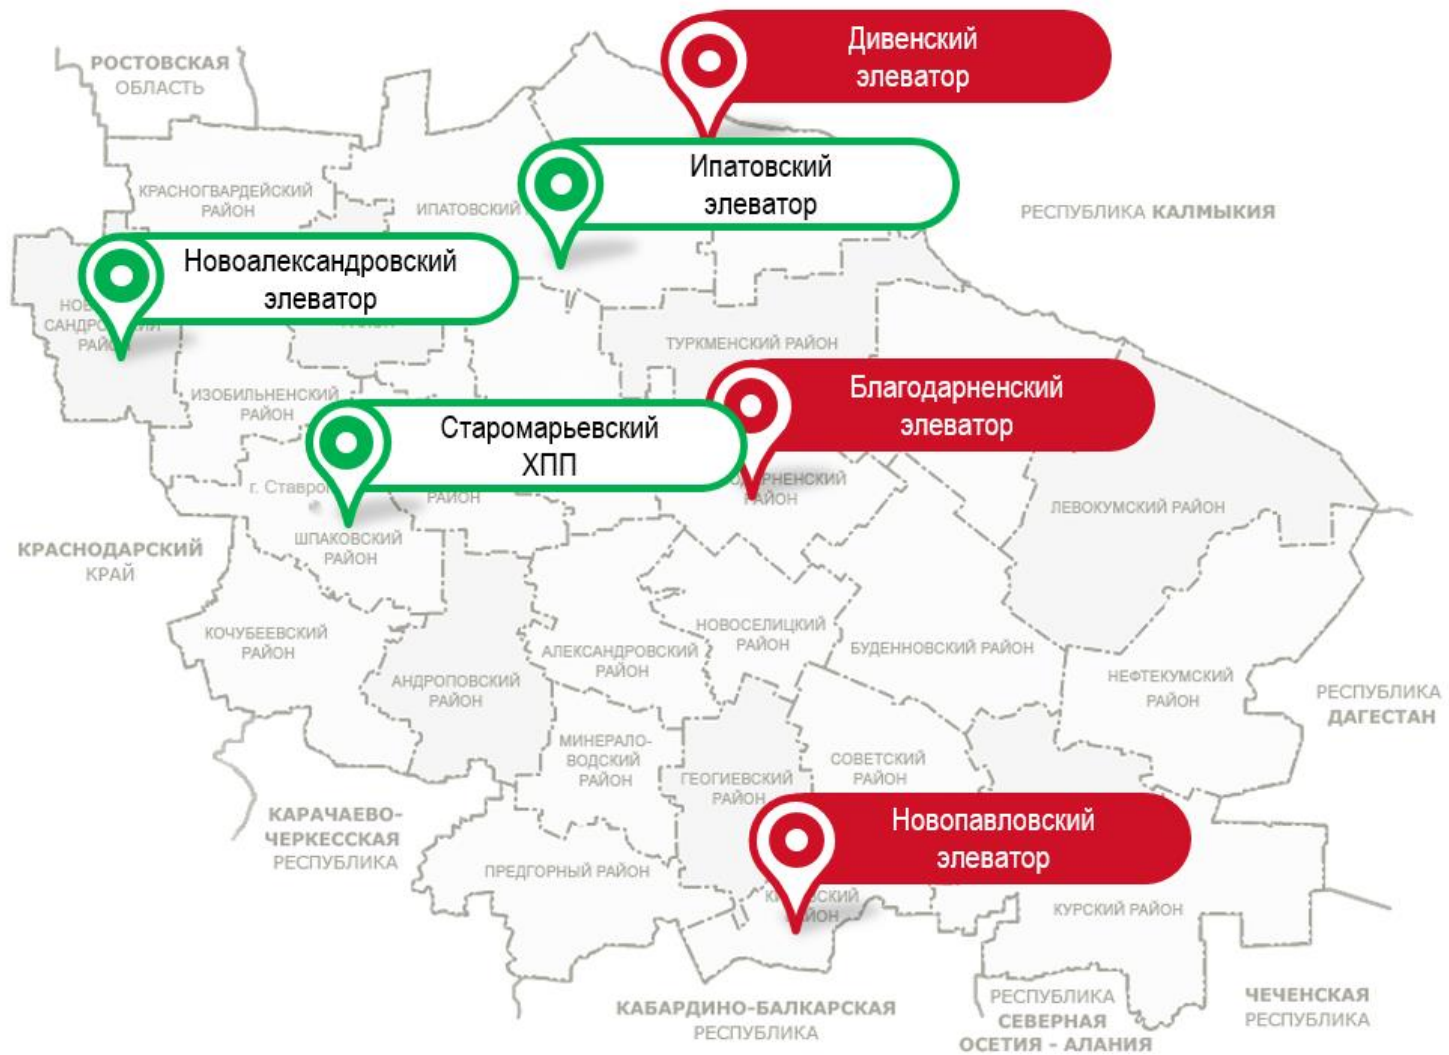 Дивенский
элеватор
РОСТОВСКАЯ
ОБЛАСТЬ
Ипатовский
элеватор
КРАСНОГВАРДЕЙСКИЙ
РАЙОН
ИПАТОВСКИЙ
РЕСПУБЛИКА КАЛМЫКИЯ
Новоалександровский
элеватор
ТУРКМЕНСКИЙ РАЙОН
ИЗОБИЛЬНЕНСКИЙ
РАЙОН
Благодарненский
элеватор
Старомарьевский
ХПП
РАЙОН
РАЙОН
ЛЕВОКУМСКИЙ РАЙОН
ШПАКОВСКИЙ
РАЙОН
КРАСНОДАРСКИЙ
КРАЙ
КОЧУБЕЕВСКИЙ
РАЙОН
АЛЕКСАНДРОВСКИЙ
РАЙОН
НОВОСЕЛИЦКИЙ
РАЙОН
БУДЕННОВСКИЙ РАЙОН
АНДРОПОВСКИЙ
РАЙОН
НЕФТЕКУМСКИЙ
РАЙОН
РЕСПУБЛИКА
ДАГЕСТАН
МИНЕРАЛО-
ВОДСКИЙ
РАЙОН
ГЕОГИЕВСКИЙ
РАЙОН
СОВЕТСКИЙ
РАЙОН
КАРАЧАЕВО-
ЧЕРКЕССКАЯ
РЕСПУБЛИКА
Новопавловский
элеватор
ПРЕДГОРНЫЙ РАЙОН
КУРСКИЙ РАЙОН
КАБАРДИНО-БАЛКАРСКАЯ
РЕСПУБЛИКА
РЕСПУБЛИКА
СЕВЕРНАЯ
ОСЕТИЯ - АЛАНИЯ
ЧЕЧЕНСКАЯ
РЕСПУБЛИКА